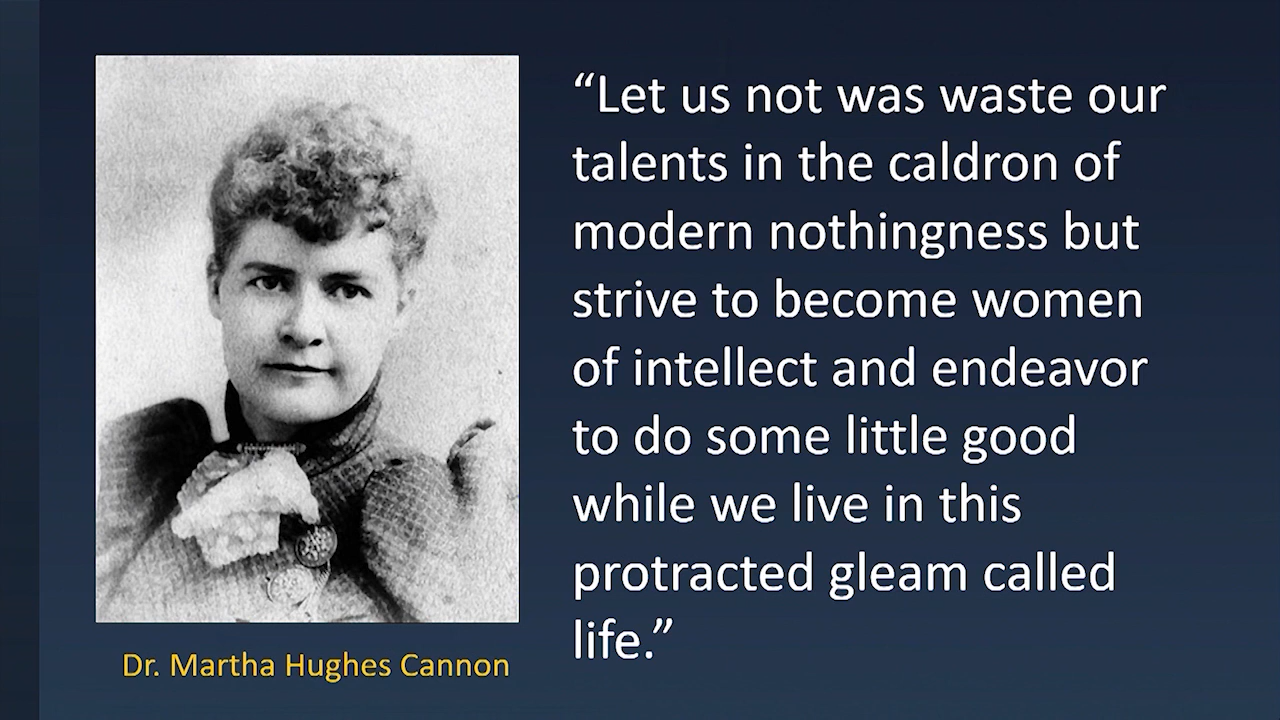 “Let us not was waste our
talents in the caldron of
modern nothingness but
strive to become women
of intellect and endeavor
to do some little good
while we live in this
protracted gleam called
life.”
Dr. Martha Hughes Cannon